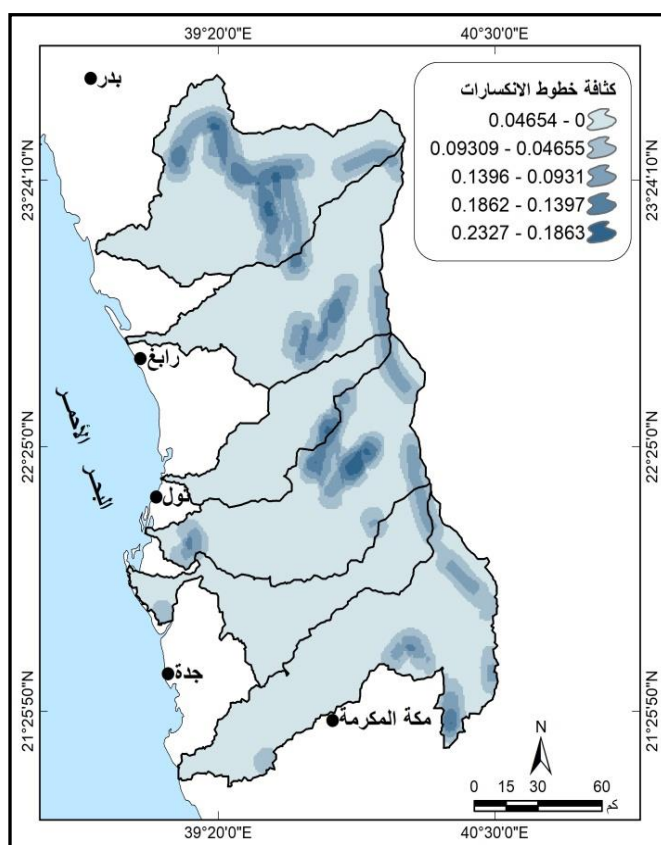 39°20'0"E
40°30'0"E
بدر
كثافة خطوط الانكسارات
0.04654 - 0
0.09309 - 0.04655
0.1396 - 0.0931
0.1862 - 0.1397
0.2327 - 0.1863
23°24'10"N
23°24'10"N
رابغ
البحر الأحمر
22°25'0"N
22°25'0"N
ثول
جدة
مكة المكرمة
21°25'50"N
21°25'50"N
N
0 15 30 60
كم
39°20'0"E
40°30'0"E